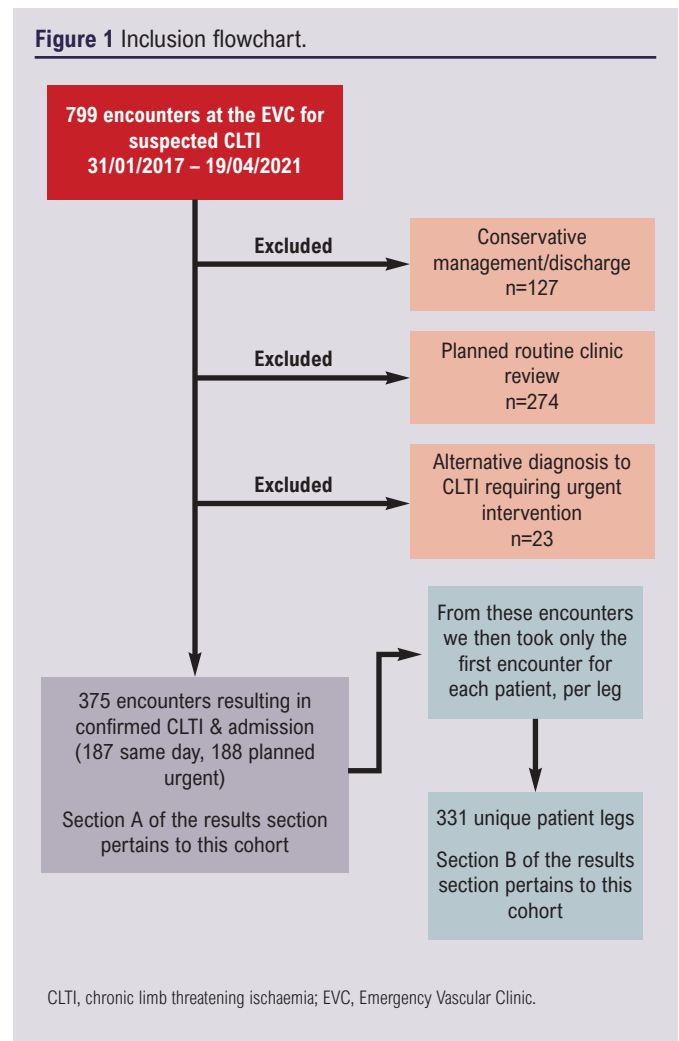 Figure 1 Inclusion flowchart.
799 encounters at the EVC for
suspected CLTI
31/01/2017 – 19/04/2021
Excluded
Conservative
management/discharge
n=127
Excluded
Planned routine clinic
review
n=274
Excluded
Alternative diagnosis to
CLTI requiring urgent
intervention
n=23
375 encounters resulting in
confirmed CLTI & admission
(187 same day, 188 planned
urgent)
Section A of the results section
pertains to this cohort
From these encounters
we then took only the
first encounter for
each patient, per leg
331 unique patient legs
Section B of the results
section pertains to this
cohort
CLTI, chronic limb threatening ischaemia; EVC, Emergency Vascular Clinic.